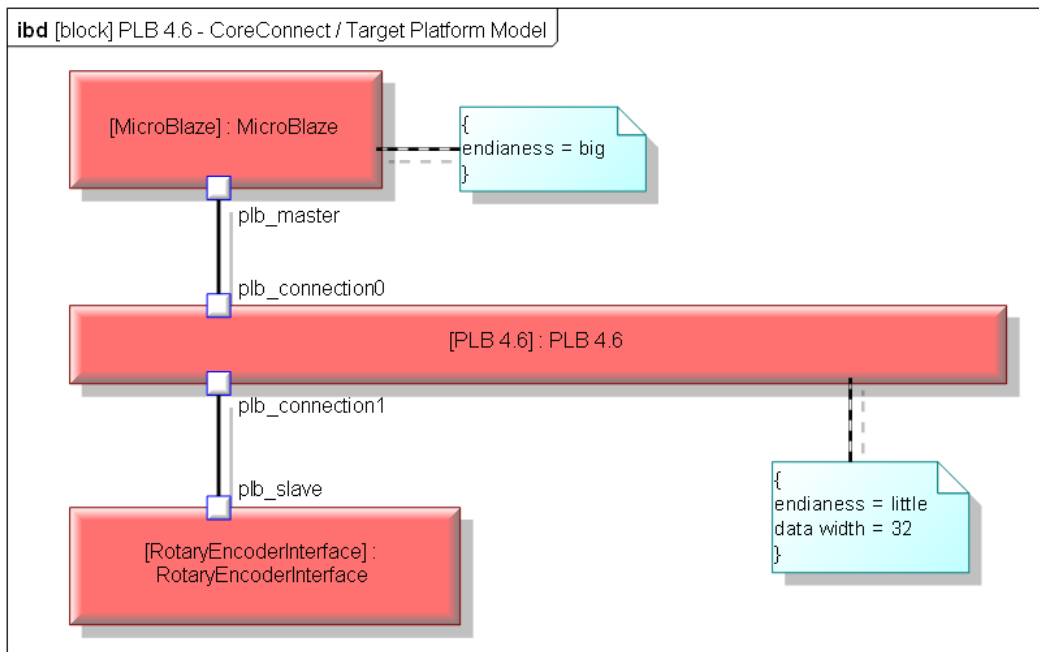 ibd [block] PLB 4.6 - CoreConnect / Target Platform Model
[MicroBlaze] : MicroBlaze
{
endianess = big
}
plb_master
plb_connection0
[PLB 4.6] : PLB 4.6
plb_connection1
{
endianess = little
data width = 32
}
plb_slave
[RotaryEncoderInterface] :
RotaryEncoderInterface